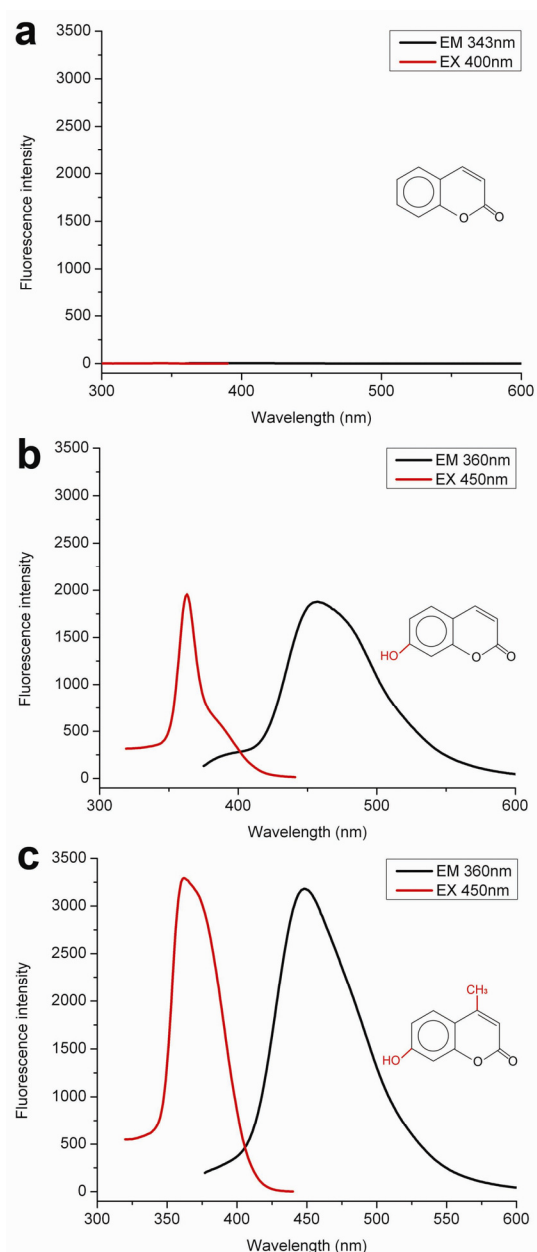 a
EM 343nm
EX 400nm
3500
3000
2500
2000
1500
1000
500
0
Fluorescence intensity
O
O
300
400
500
600
Wavelength (nm)
b
EM 360nm
EX 450nm
3500
3000
2500
2000
1500
1000
500
0
Fluorescence intensity
HO
O
O
300
400
500
600
Wavelength (nm)
c
EM 360nm
EX 450nm
3500
3000
2500
2000
1500
1000
500
0
Fluorescence intensity
CH₃
HO
O
O
300
350
400
450
500
550
600
Wavelength (nm)